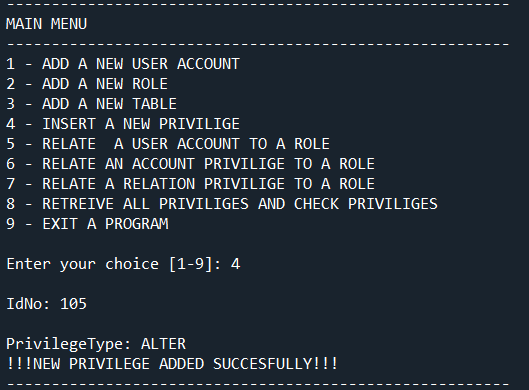 --------------------------------------------------------
MAIN MENU
--------------------------------------------------------
1 - ADD A NEW USER ACCOUNT
2 - ADD A NEW ROLE
3 - ADD A NEW TABLE
4 - INSERT A NEW PRIVILIGE
5 - RELATE  A USER ACCOUNT TO A ROLE
6 - RELATE AN ACCOUNT PRIVILIGE TO A ROLE
7 - RELATE A RELATION PRIVILIGE TO A ROLE
8 - RETREIVE ALL PRIVILIGES AND CHECK PRIVILIGES
9 - EXIT A PROGRAM
Enter your choice [1-9]: 4
IdNo: 105
PrivilegeType: ALTER
!!!NEW PRIVILEGE ADDED SUCCESFULLY!!!
--------------------------------------------------------